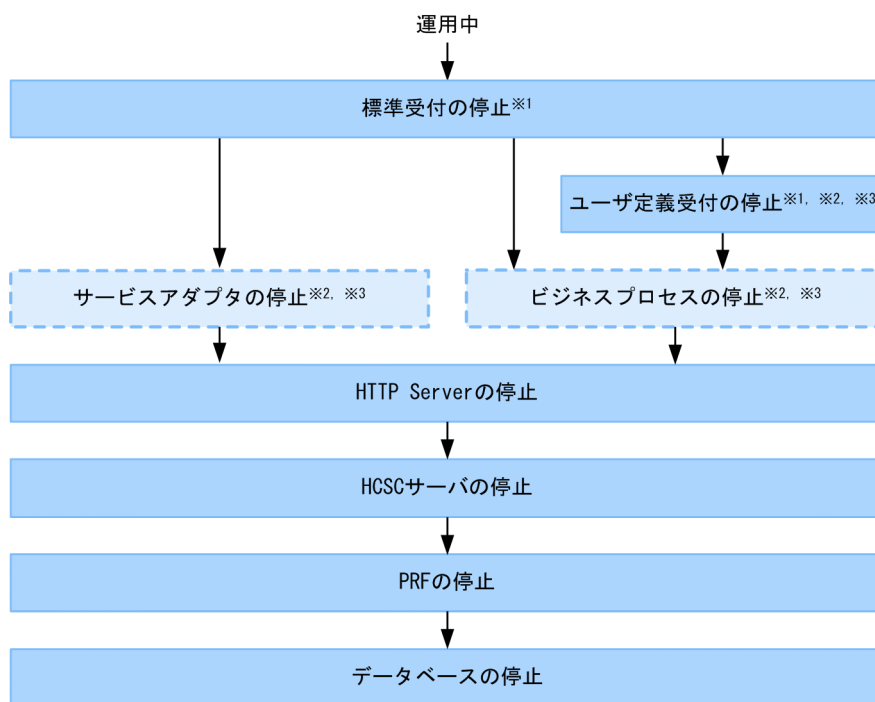 運用中
標準受付の停止※1
ユーザ定義受付の停止※1, ※2, ※3
サービスアダプタの停止※2, ※3
ビジネスプロセスの停止※2, ※3
HTTP Serverの停止
HCSCサーバの停止
PRFの停止
データベースの停止